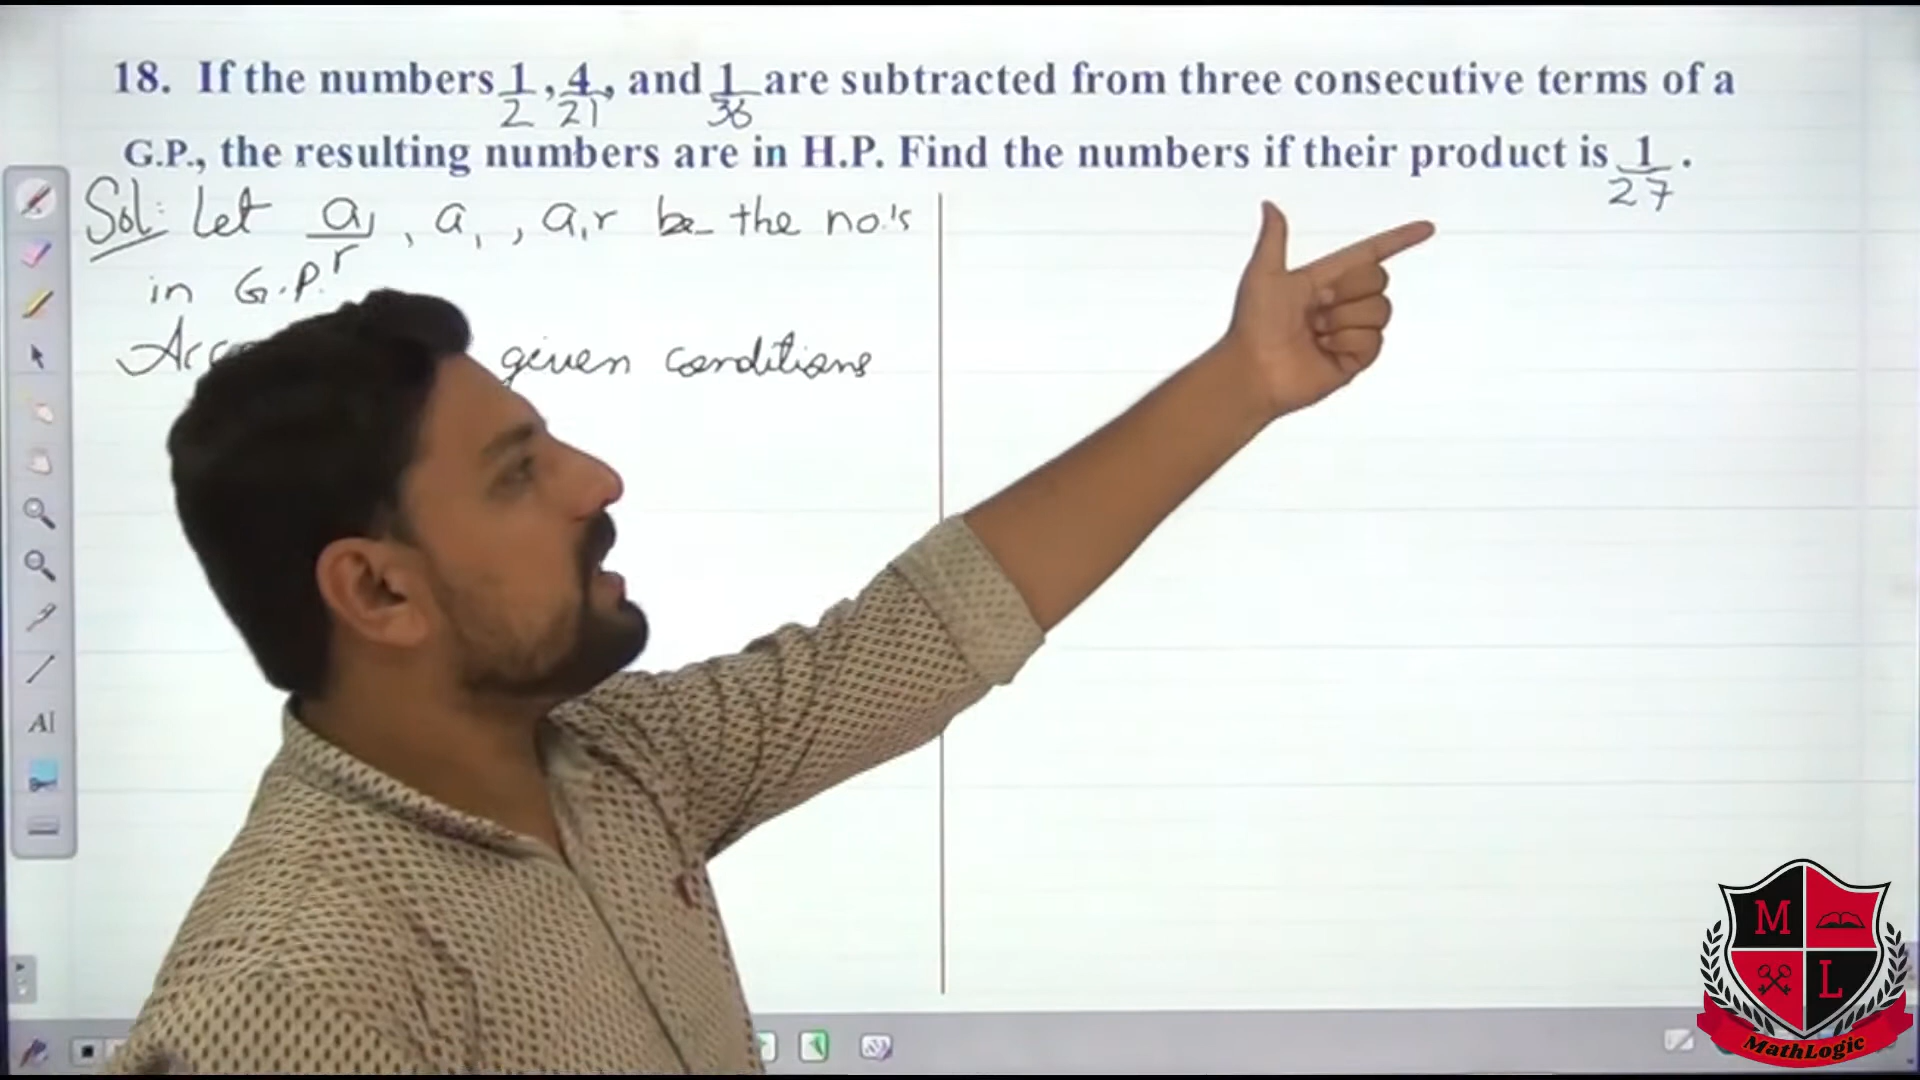 18. If the numbers 1/2, 4/21, and 1/36 are subtracted from three consecutive terms of a
G.P., the resulting numbers are in H.P. Find the numbers if their product is 1/27.
Sol: Let a₁/r, a₁, a₁r be the no.'s
in G.P.
given conditions
AI
M
L
MathLogic